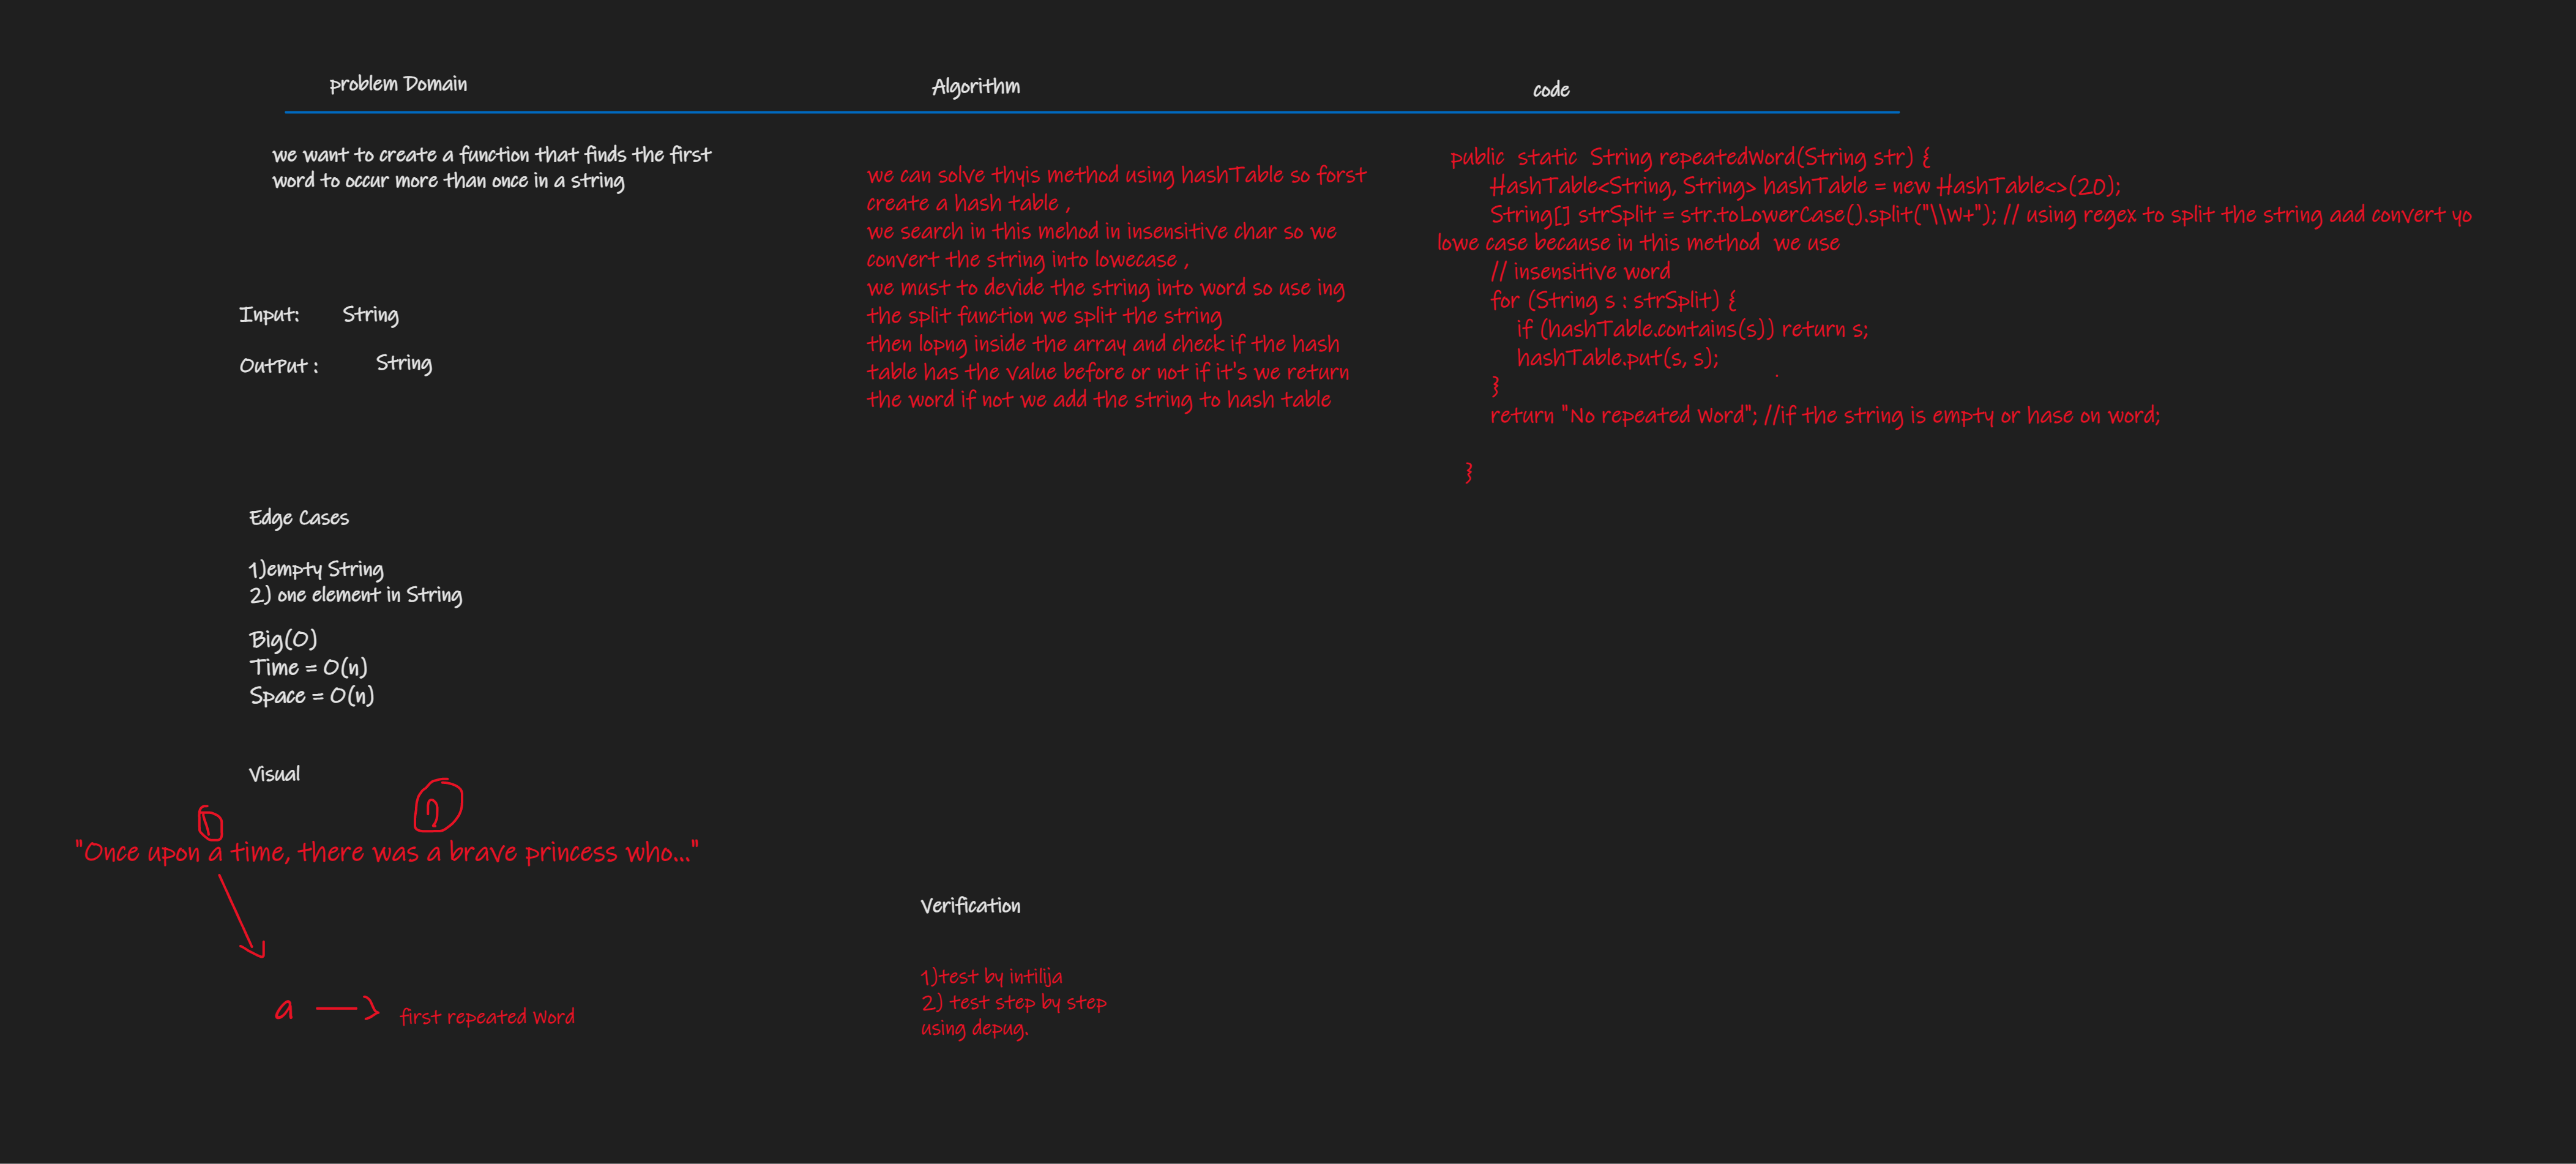 problem Domain
Algorithm
code
we want to create a function that finds the first
word to occur more than once in a string
Input: String
Output : String
Edge Cases
1)empty String
2) one element in String
Big(O)
Time = O(n)
Space = O(n)
Visual
1
"Once upon a time, there was a brave princess who..."
a
first repeated Word
we can solve thyis method using hashTable so forst
create a hash table ,
we search in this mehod in insensitive char so we
convert the string into lowecase ,
we must to devide the string into word so use ing
the split function we split the string
then lopng inside the array and check if the hash
table has the value before or not if it's we return
the word if not we add the string to hash table
Verification
1)test by intilija
2) test step by step
using depug.
public static String repeatedWord(String str) {
HashTable<String, String> hashTable = new HashTable<>(20);
String[] strSplit = str.toLowerCase().split("\\W+"); // using regex to split the string aad convert yo
lowe case because in this method we use
// insensitive word
for (String s : strSplit) {
if (hashTable.contains(s)) return s;
hashTable.put(s, s);
}
return "No repeated Word"; //if the string is empty or hase on word;
}